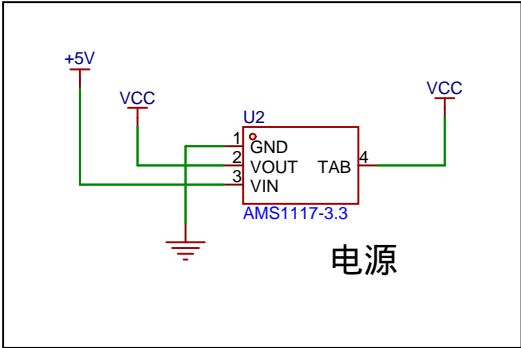 +5V
VCC
VCC
U2
1 GND
2 VOUT TAB 4
3 VIN
AMS1117-3.3
电源